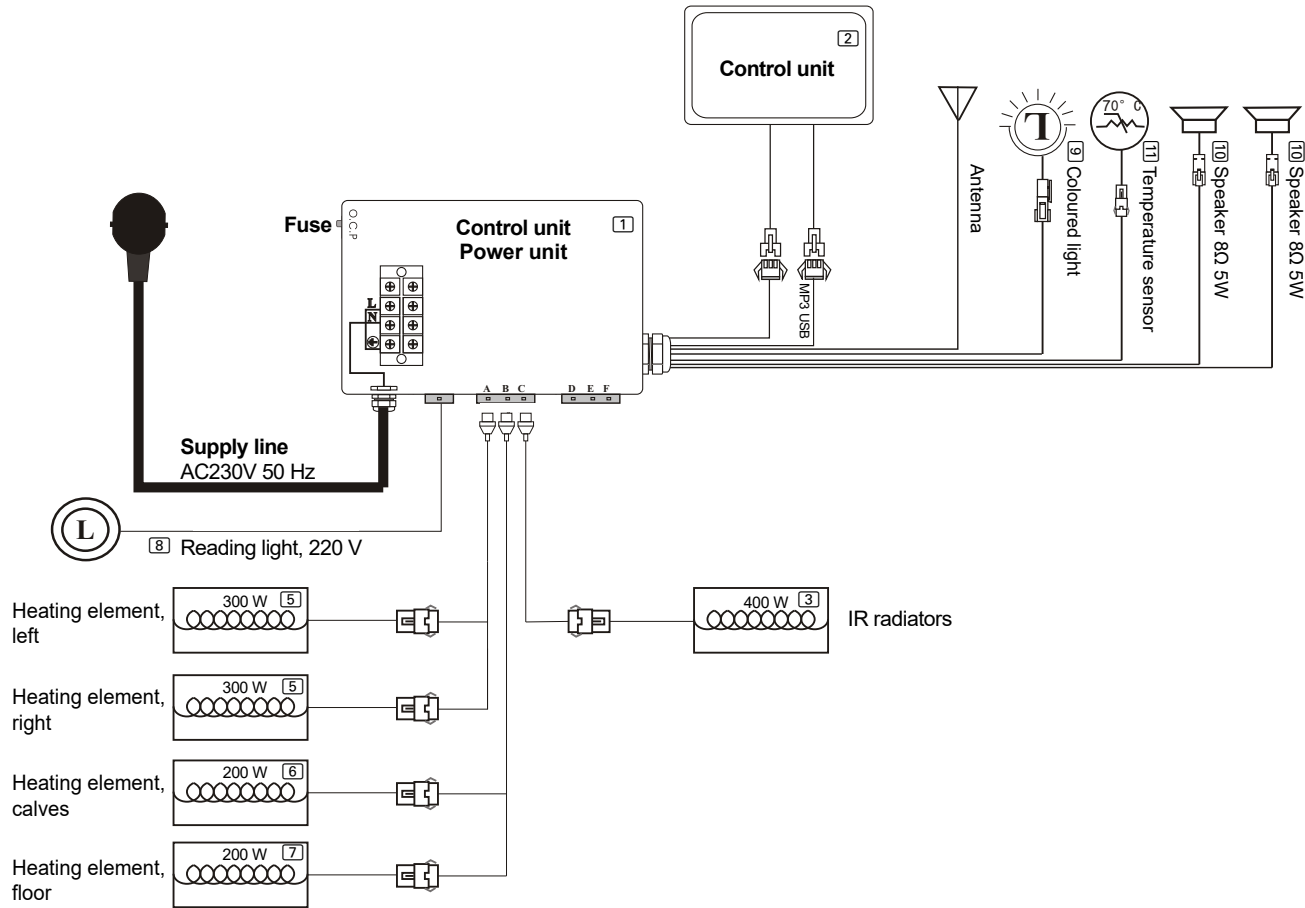 2
Control unit
70° C
L
9 Coloured light
11 Temperature sensor
10 Speaker 8Ω 5W
10 Speaker 8Ω 5W
Antenna
MP3 USB
Fuse
O.C.P
Control unit
Power unit
1
L
N
A B C
D E F
Supply line
AC230V 50 Hz
L
8 Reading light, 220 V
Heating element,
left
300 W 5
400 W 3
IR radiators
Heating element,
right
300 W 5
Heating element,
calves
200 W 6
Heating element,
floor
200 W 7